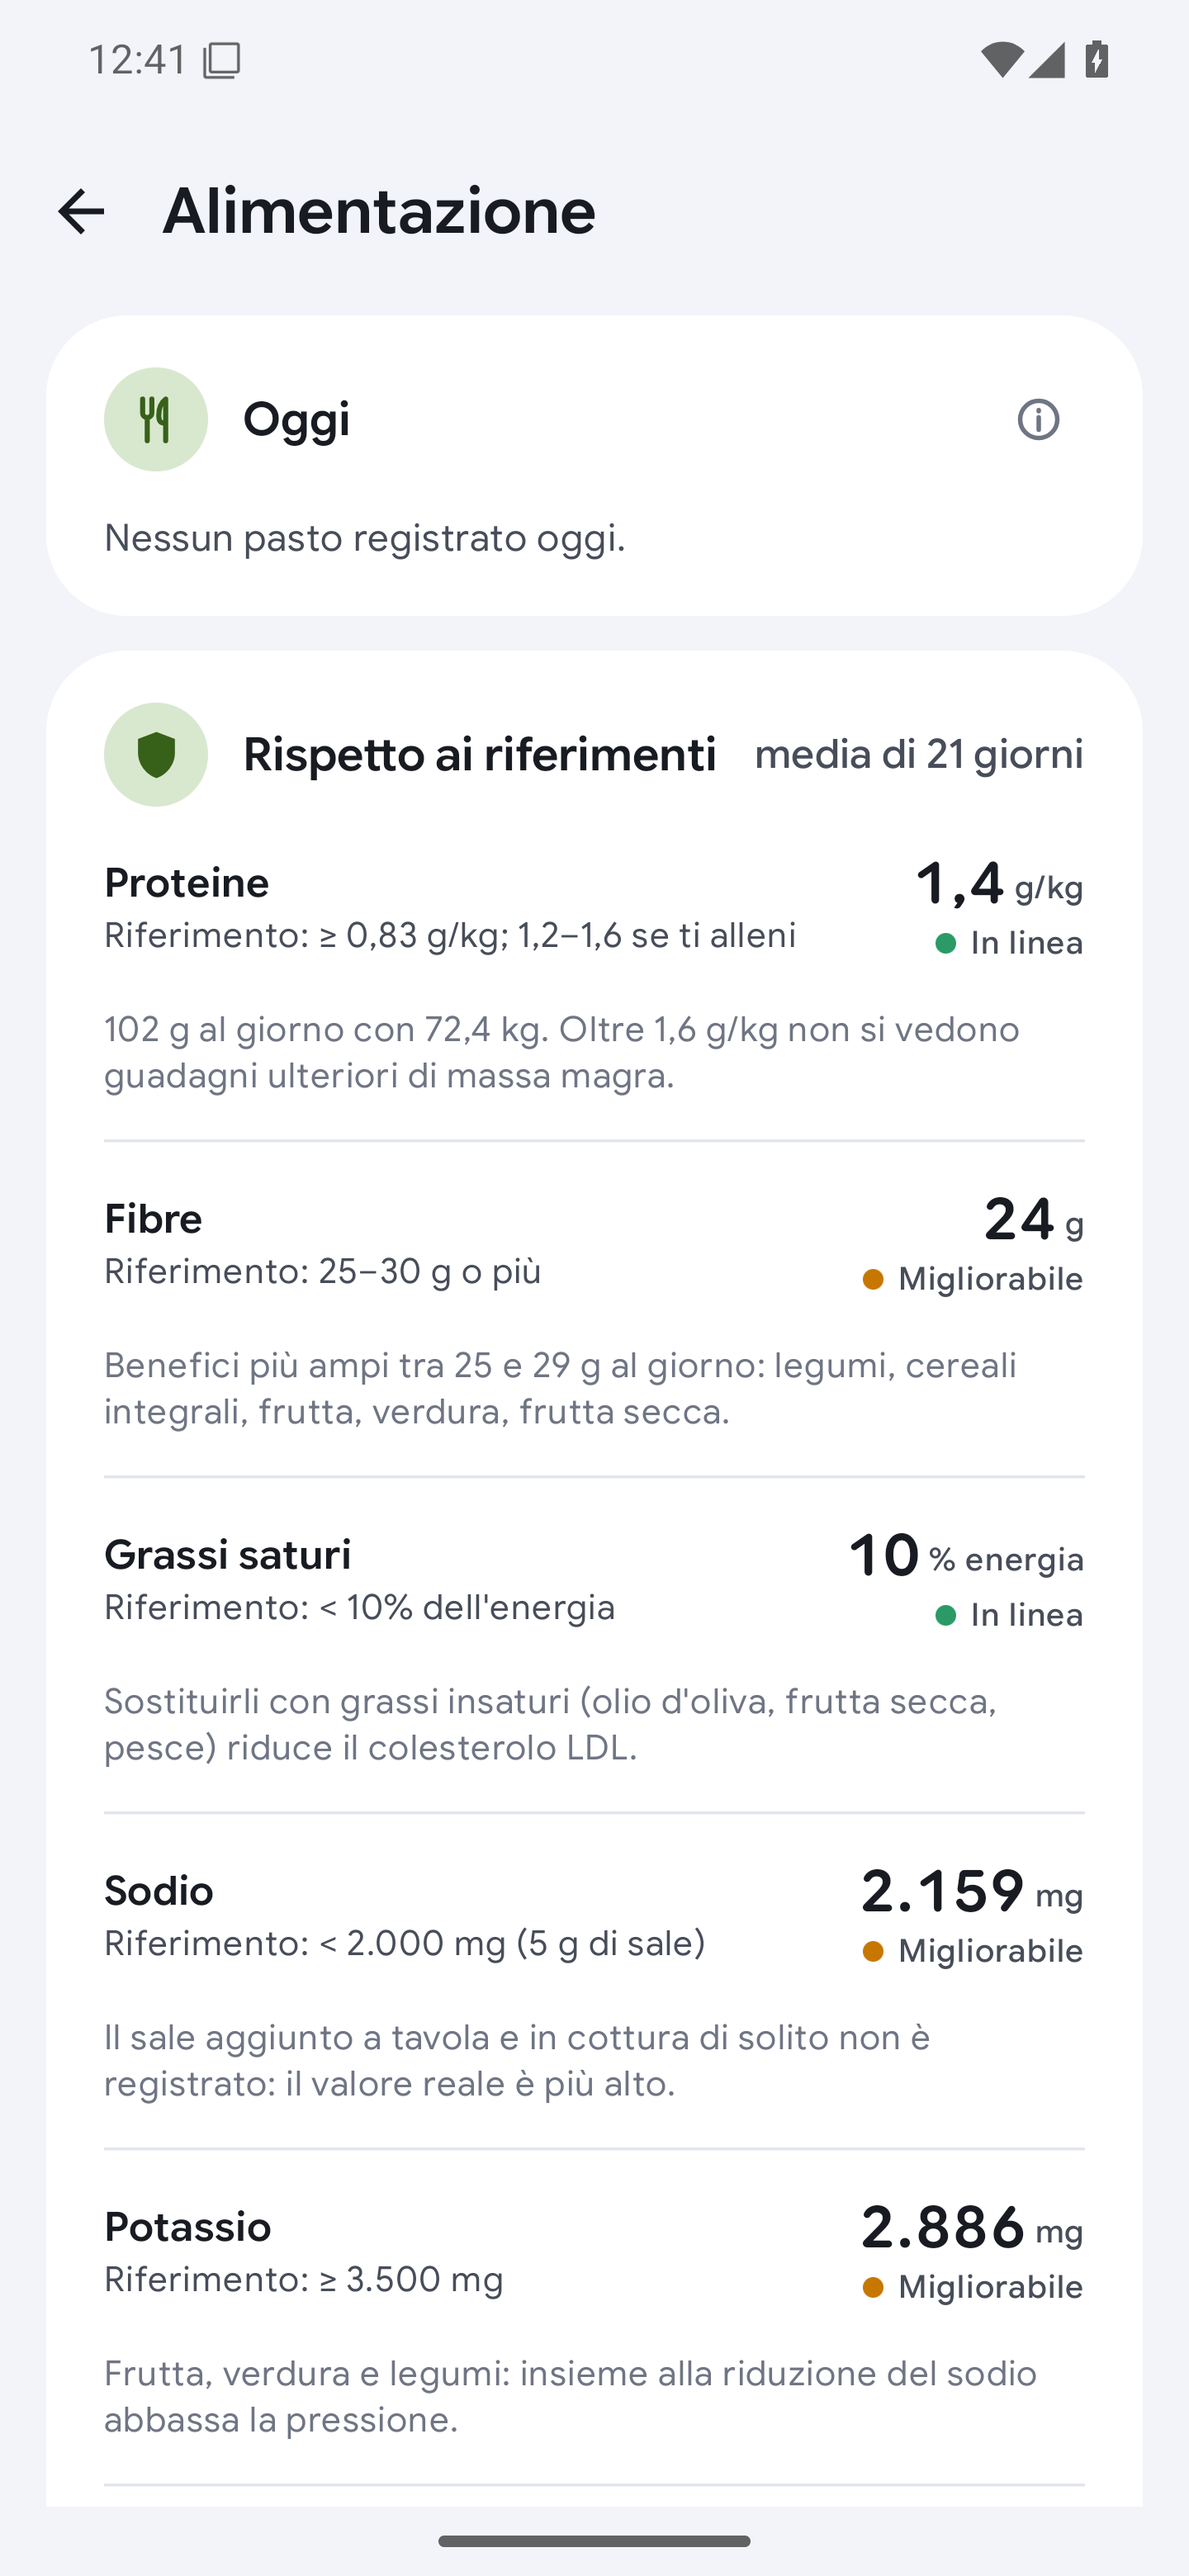 12:41
Alimentazione
Oggi
Nessun pasto registrato oggi.
Rispetto ai riferimenti media di 21 giorni
Proteine 1,4 g/kg
Riferimento: ≥ 0,83 g/kg; 1,2–1,6 se ti alleni In linea
102 g al giorno con 72,4 kg. Oltre 1,6 g/kg non si vedono
guadagni ulteriori di massa magra.
Fibre 24 g
Riferimento: 25–30 g o più Migliorabile
Benefici più ampi tra 25 e 29 g al giorno: legumi, cereali
integrali, frutta, verdura, frutta secca.
Grassi saturi 10 % energia
Riferimento: < 10% dell'energia In linea
Sostituirli con grassi insaturi (olio d'oliva, frutta secca,
pesce) riduce il colesterolo LDL.
Sodio 2.159 mg
Riferimento: < 2.000 mg (5 g di sale) Migliorabile
Il sale aggiunto a tavola e in cottura di solito non è
registrato: il valore reale è più alto.
Potassio 2.886 mg
Riferimento: ≥ 3.500 mg Migliorabile
Frutta, verdura e legumi: insieme alla riduzione del sodio
abbassa la pressione.